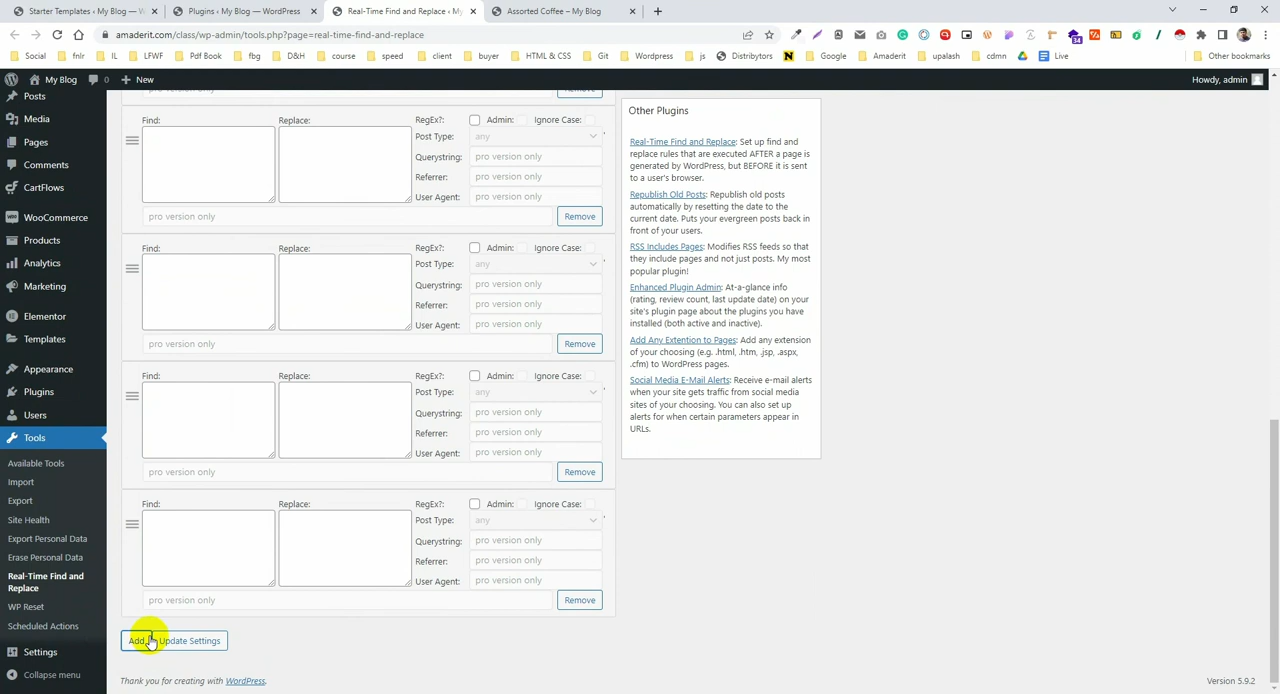 Starter Templates ‹ My Blog — W
Plugins ‹ My Blog — WordPress
Real-Time Find and Replace ‹ My
Assorted Coffee – My Blog
amaderit.com/class/wp-admin/tools.php?page=real-time-find-and-replace
Social
fnlr
IL
LFWF
Pdf Book
fbg
D&H
course
speed
client
buyer
HTML & CSS
Git
Wordpress
js
Distributors
N
Google
Amaderit
upalash
cdmn
Live
Other bookmarks
My Blog
0
New
Howdy, admin
Posts
Media
Pages
Comments
CartFlows
WooCommerce
Products
Analytics
Marketing
Elementor
Templates
Appearance
Plugins
Users
Tools
Available Tools
Import
Export
Site Health
Export Personal Data
Erase Personal Data
Real-Time Find and
Replace
WP Reset
Scheduled Actions
Settings
Collapse menu
pro version only
Remove
Find:
Replace:
RegEx?:
Admin:
Ignore Case:
Post Type:
any
Querystring:
pro version only
Referrer:
pro version only
User Agent:
pro version only
pro version only
Remove
Find:
Replace:
RegEx?:
Admin:
Ignore Case:
Post Type:
any
Querystring:
pro version only
Referrer:
pro version only
User Agent:
pro version only
pro version only
Remove
Find:
Replace:
RegEx?:
Admin:
Ignore Case:
Post Type:
any
Querystring:
pro version only
Referrer:
pro version only
User Agent:
pro version only
pro version only
Remove
Find:
Replace:
RegEx?:
Admin:
Ignore Case:
Post Type:
any
Querystring:
pro version only
Referrer:
pro version only
User Agent:
pro version only
pro version only
Remove
Add
Update Settings
Other Plugins
Real-Time Find and Replace: Set up find and
replace rules that are executed AFTER a page is
generated by WordPress, but BEFORE it is sent
to a user's browser.
Republish Old Posts: Republish old posts
automatically by resetting the date to the
current date. Puts your evergreen posts back in
front of your users.
RSS Includes Pages: Modifies RSS feeds so that
they include pages and not just posts. My most
popular plugin!
Enhanced Plugin Admin: At-a-glance info
(rating, review count, last update date) on your
site's plugin page about the plugins you have
installed (both active and inactive).
Add Any Extention to Pages: Add any extension
of your choosing (e.g. .html, .htm, .jsp, .aspx,
.cfm) to WordPress pages.
Social Media E-Mail Alerts: Receive e-mail alerts
when your site gets traffic from social media
sites of your choosing. You can also set up
alerts for when certain parameters appear in
URLs.
Thank you for creating with WordPress.
Version 5.9.2